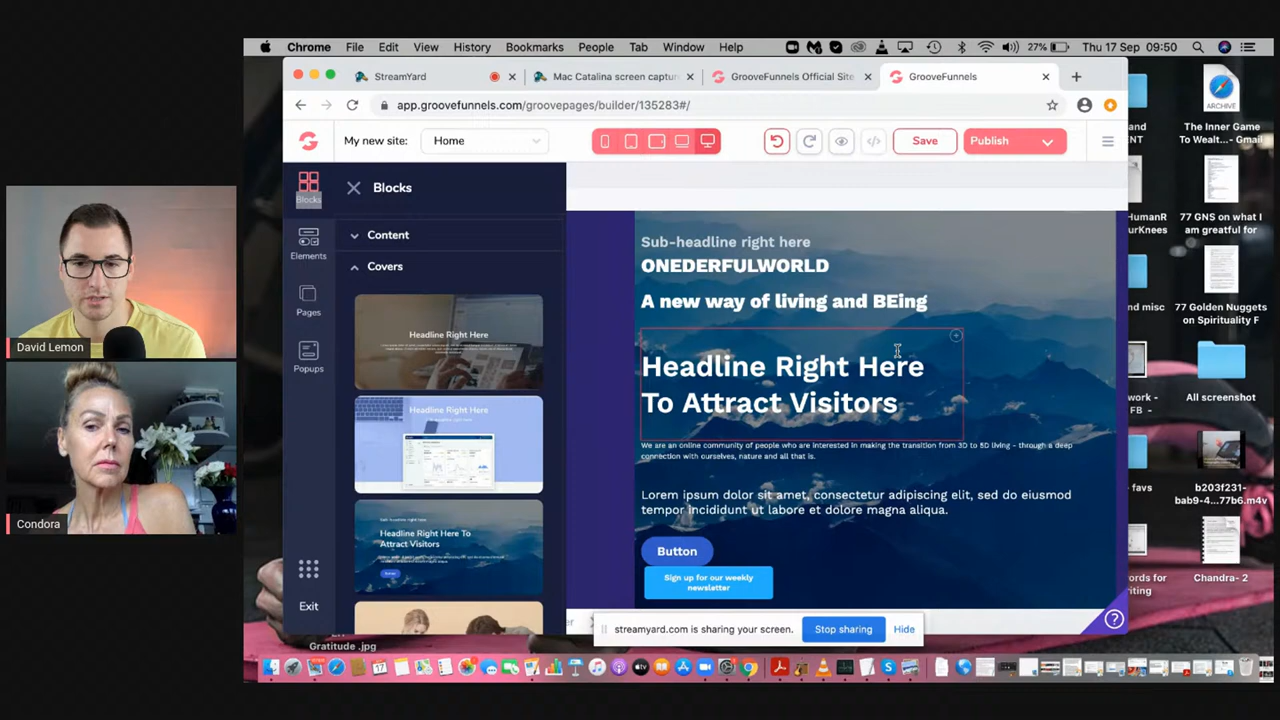 Chrome File Edit View History Bookmarks People Tab Window Help
27% Thu 17 Sep 09:50
StreamYard
Mac Catalina screen captur
GrooveFunnels Official Site
GrooveFunnels
app.groovefunnels.com/groovepages/builder/135283#/
My new site:
Home
Save
Publish
Blocks
Elements
Pages
Popups
Exit
Blocks
Content
Covers
Headline Right Here
Headline Right Here
Headline Right Here To
Attract Visitors
Sub-headline right here
ONEDERFULWORLD
A new way of living and BEing
Headline Right Here
To Attract Visitors
We are an online community of people who are interested in making the transition from 3D to 5D living - through a deep
connection with ourselves, nature and all that is.
Lorem ipsum dolor sit amet, consectetur adipiscing elit, sed do eiusmod
tempor incididunt ut labore et dolore magna aliqua.
Button
Sign up for our weekly
newsletter
streamyard.com is sharing your screen.
Stop sharing
Hide
David Lemon
Condora
ARCHIVE
The Inner Game
To Wealt...- Gmail
77 GNS on what I
am greatful for
77 Golden Nuggets
on Spirituality F
All screenshot
b203f231-
bab9-4....77b6.m4v
Chandra- 2
and misc
- favs
Gratitude .jpg